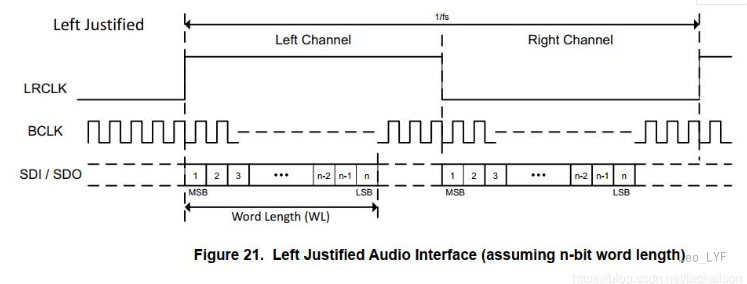 Left Justified
1/fs
Left Channel
Right Channel
LRCLK
BCLK
SDI / SDO
1 2 3 ••• n-2 n-1 n
1 2 3 ••• n-2 n-1 n
MSB LSB MSB LSB
Word Length (WL)
Figure 21. Left Justified Audio Interface (assuming n-bit word length)
eo_LYF
https://blog.csdn.net/jackailson